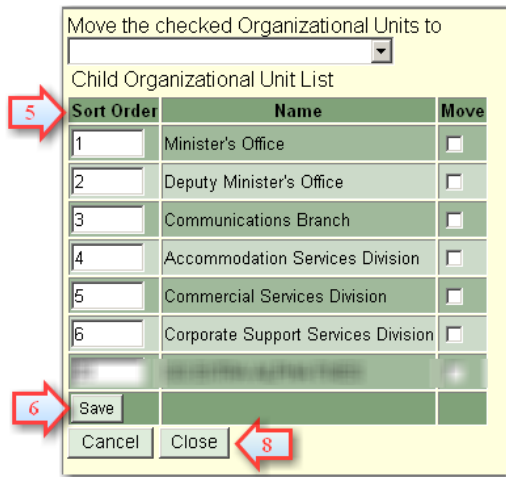 Move the checked Organizational Units to
Child Organizational Unit List
5 Sort Order Name Move
1 Minister's Office
2 Deputy Minister's Office
3 Communications Branch
4 Accommodation Services Division
5 Commercial Services Division
6 Corporate Support Services Division
6 Save
Cancel Close 8